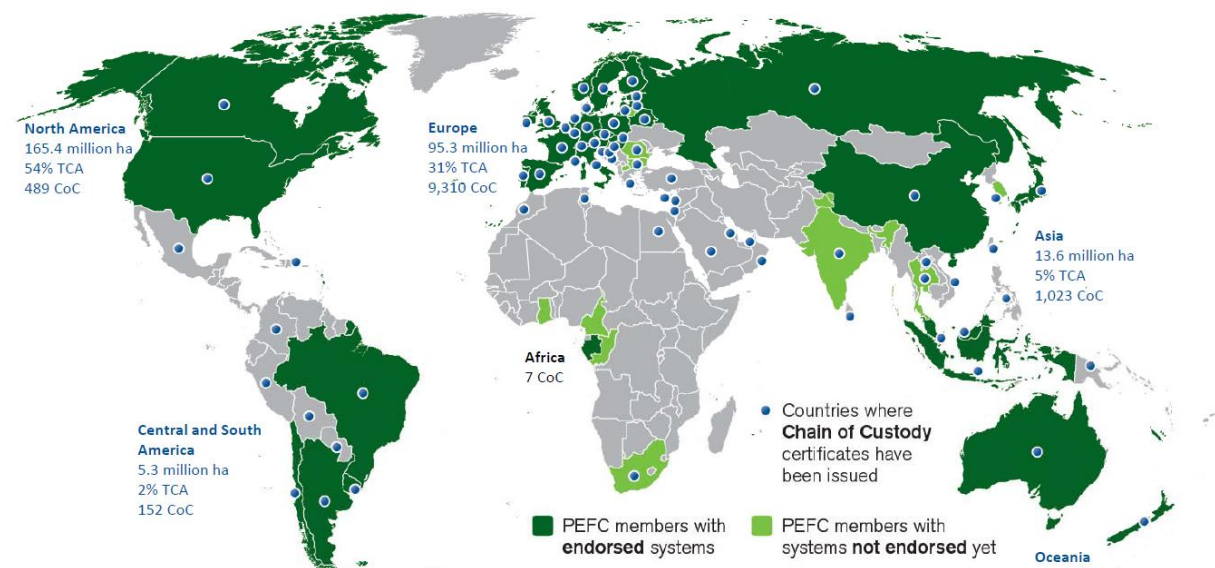 North America
165.4 million ha
54% TCA
489 CoC
Europe
95.3 million ha
31% TCA
9,310 CoC
Asia
13.6 million ha
5% TCA
1,023 CoC
Africa
7 CoC
Central and South
America
5.3 million ha
2% TCA
152 CoC
Countries where
Chain of Custody
certificates have
been issued
PEFC members with
endorsed systems
PEFC members with
systems not endorsed yet
Oceania